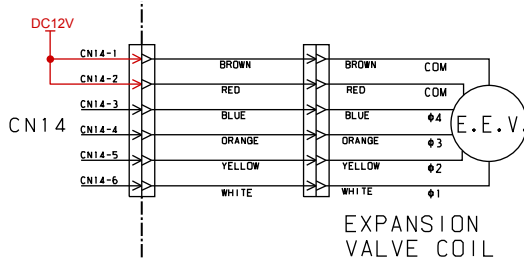 DC12V
CN14-1 BROWN BROWN COM
CN14-2 RED RED COM
CN14-3 BLUE BLUE φ4
CN14 CN14-4 ORANGE ORANGE φ3 E.E.V.
CN14-5 YELLOW YELLOW φ2
CN14-6 WHITE WHITE φ1
EXPANSION
VALVE COIL